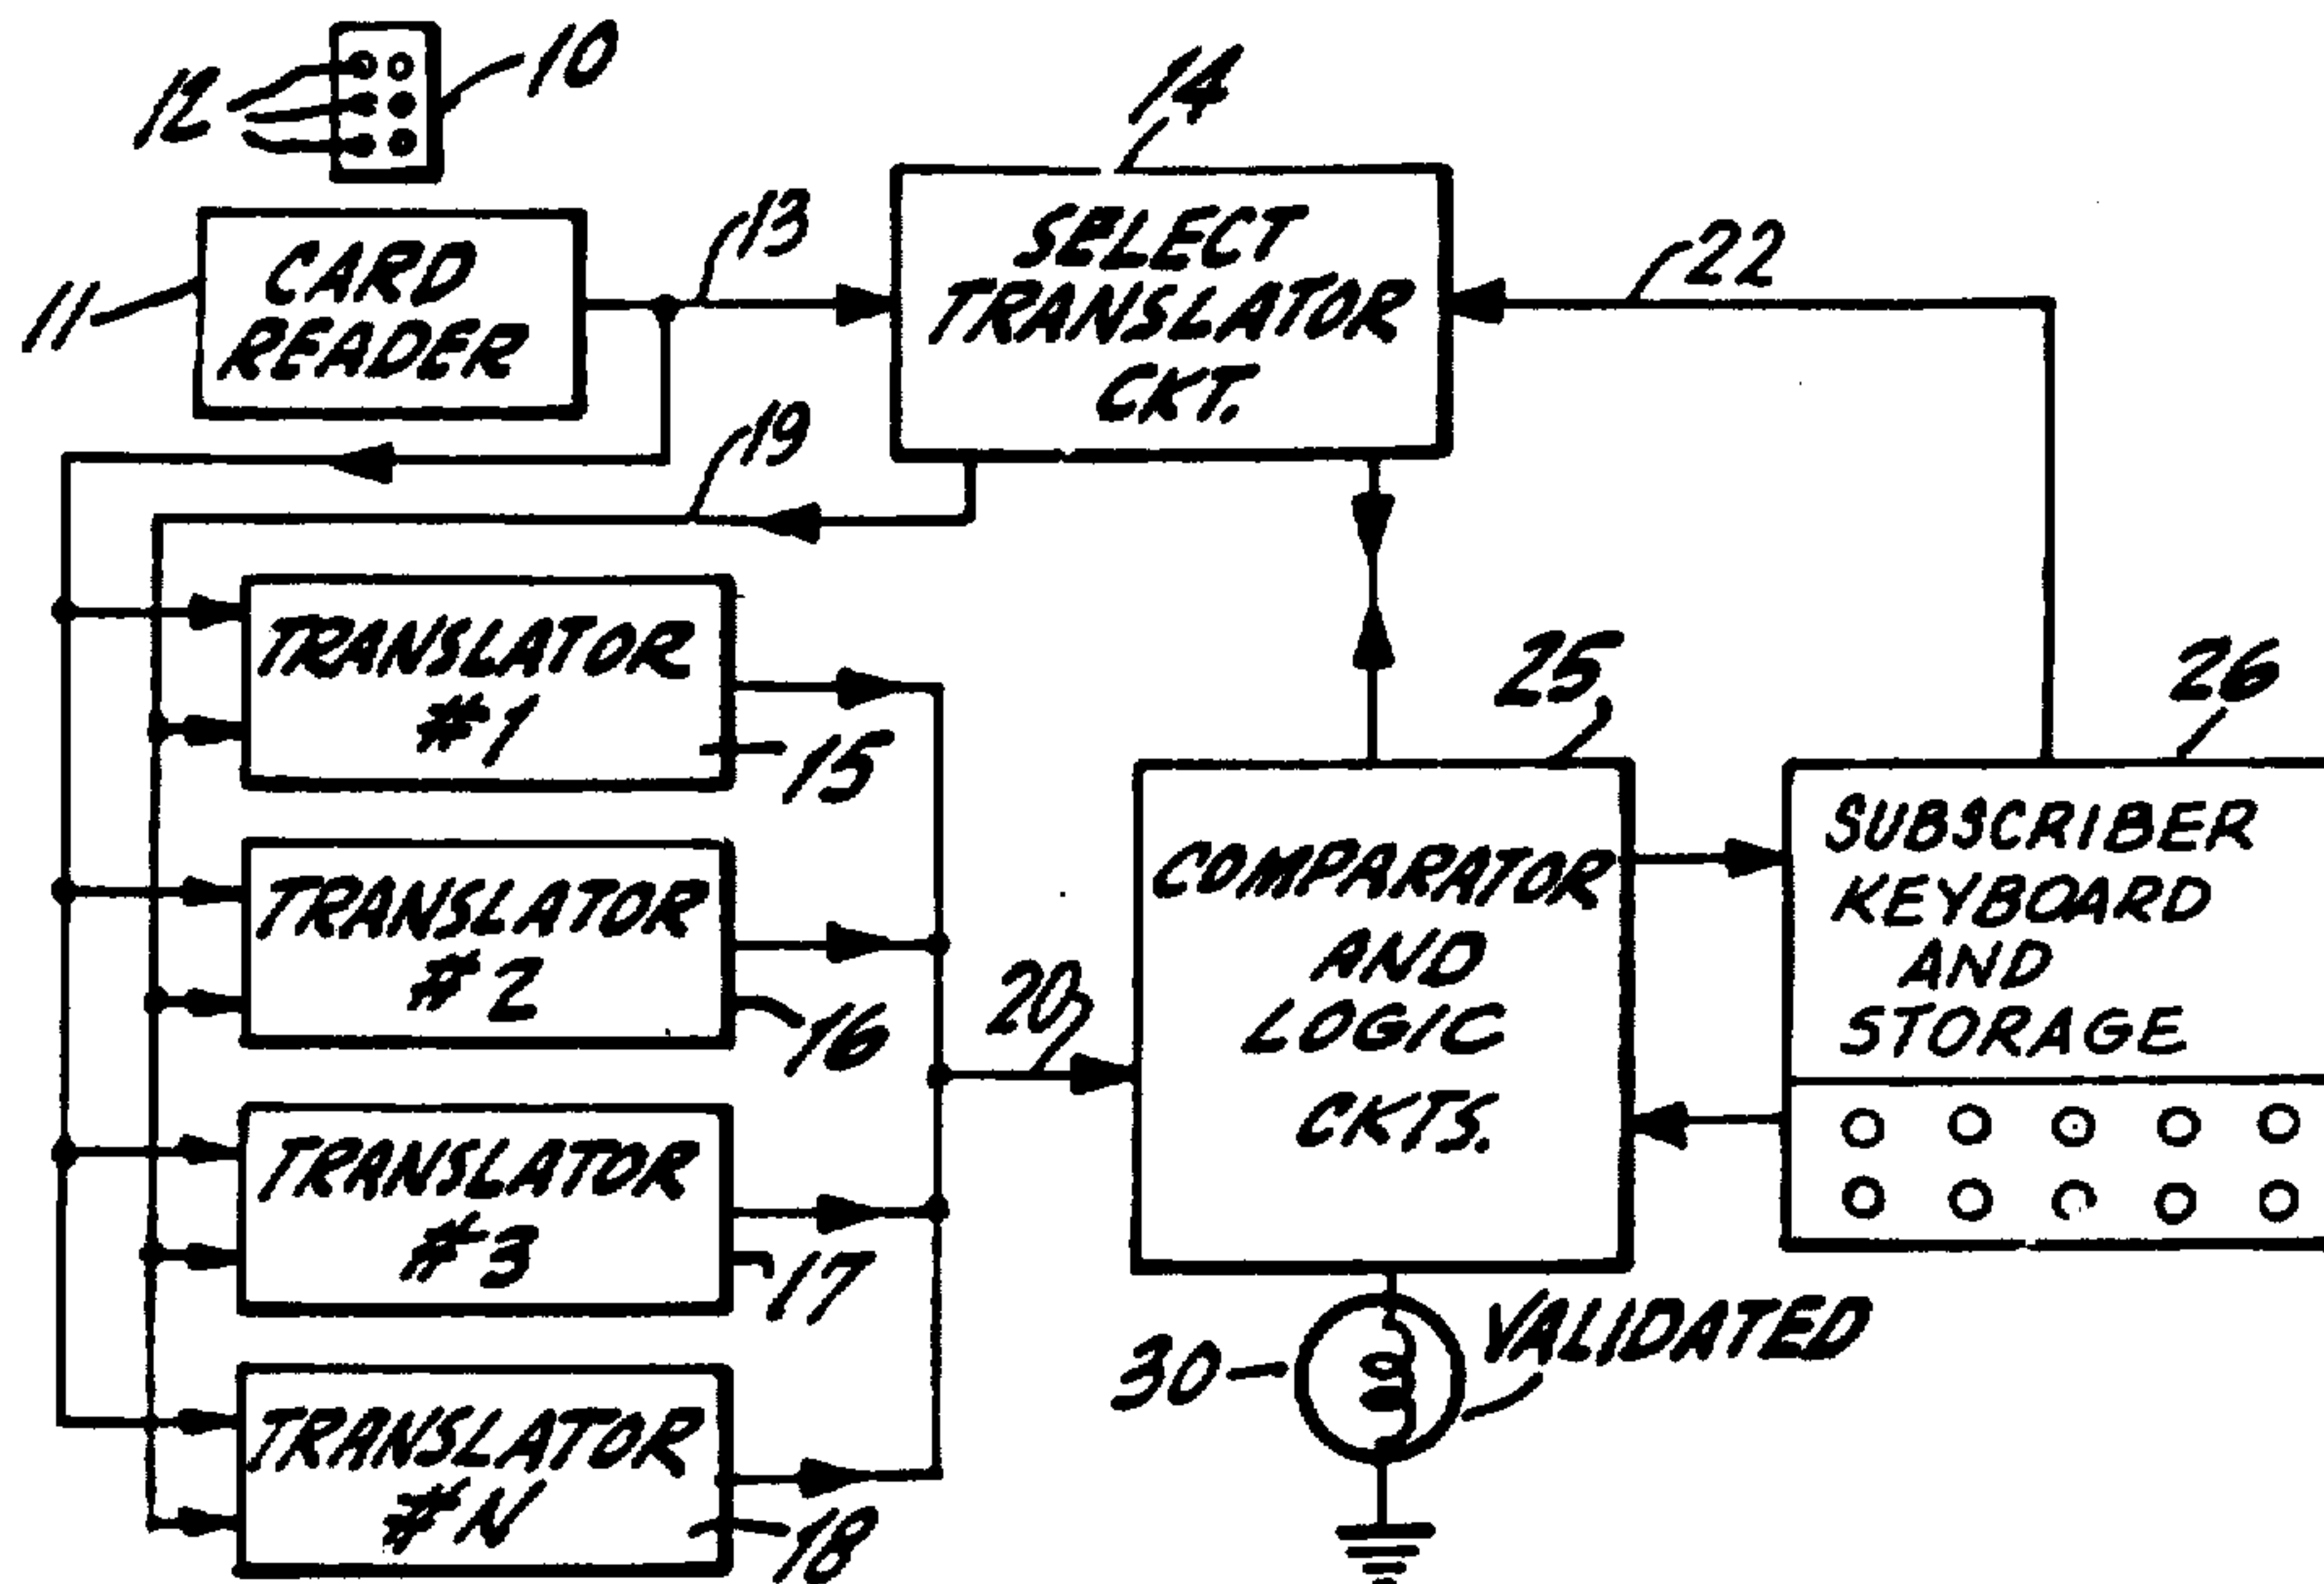 12
10
14
CARD
READER
11
13
SELECT
TRANSLATOR
CKT.
22
19
TRANSLATOR
#1
15
TRANSLATOR
#2
16
TRANSLATOR
#3
17
TRANSLATOR
#N
18
20
25
COMPARATOR
AND
LOGIC
CKTS.
26
SUBSCRIBER
KEYBOARD
AND
STORAGE
30
VALIDATED